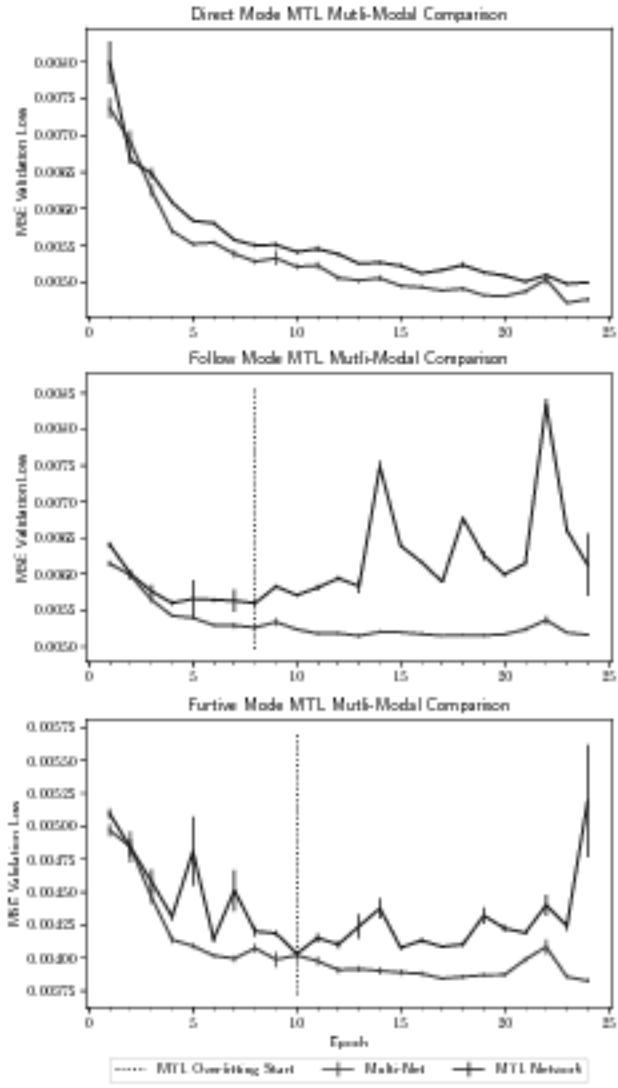 Direct Mode MTL Mutli-Modal Comparison
MSE Validation Loss
0.0080
0.0075
0.0070
0.0065
0.0060
0.0055
0.0050
0 5 10 15 20 25
Follow Mode MTL Mutli-Modal Comparison
MSE Validation Loss
0.0085
0.0080
0.0075
0.0070
0.0065
0.0060
0.0055
0.0050
0 5 10 15 20 25
Furtive Mode MTL Mutli-Modal Comparison
MSE Validation Loss
0.00575
0.00550
0.00525
0.00500
0.00475
0.00450
0.00425
0.00400
0.00375
0 5 10 15 20 25
Epoch
MTL Overfitting Start Multi-Net MTL Network